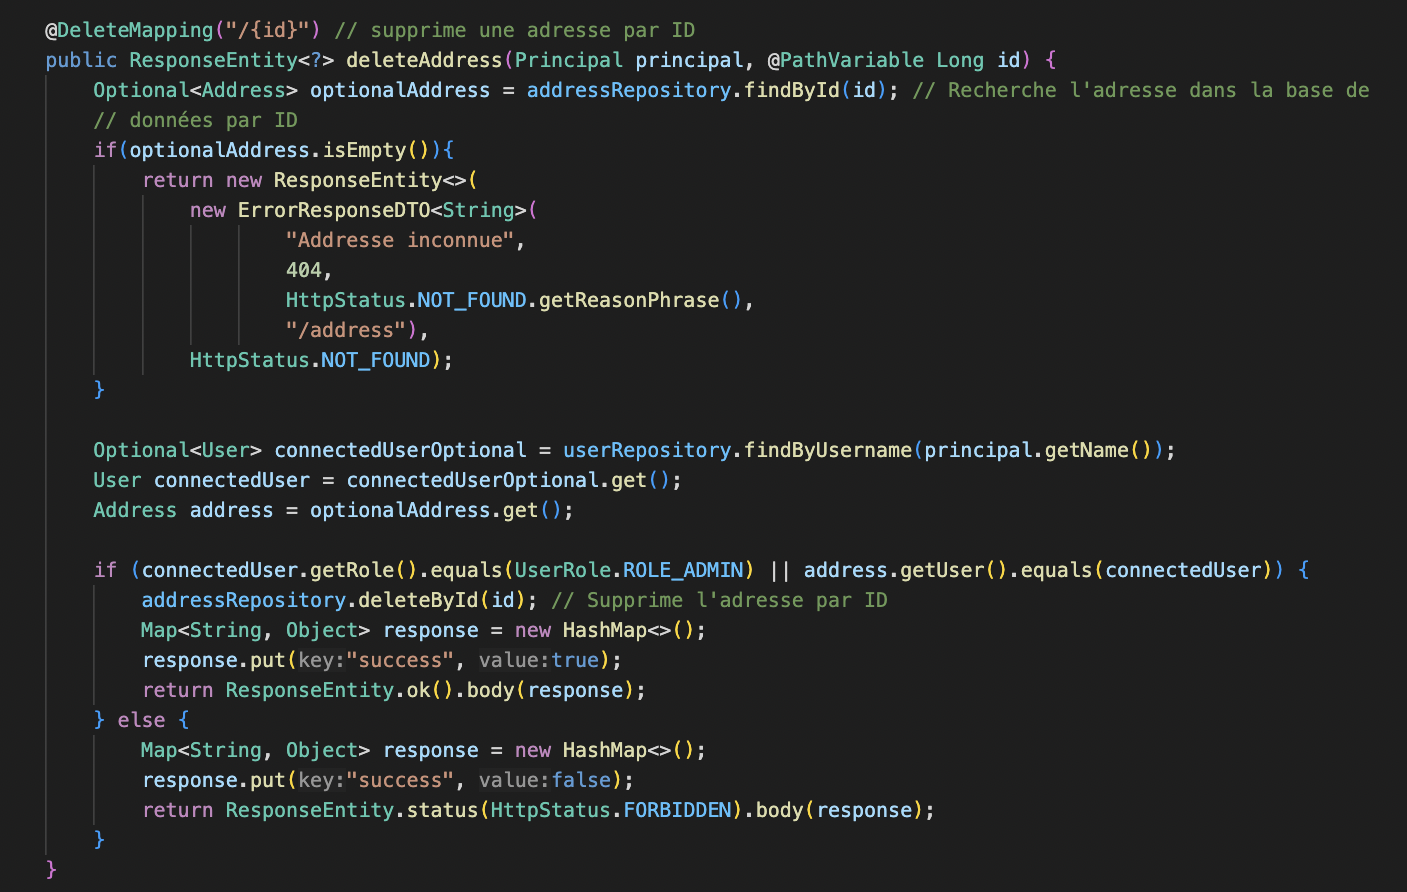 @DeleteMapping("/{id}") // supprime une adresse par ID
public ResponseEntity<?> deleteAddress(Principal principal, @PathVariable Long id) {
Optional<Address> optionalAddress = addressRepository.findById(id); // Recherche l'adresse dans la base de
// données par ID
if(optionalAddress.isEmpty()){
return new ResponseEntity<>(
new ErrorResponseDTO<String>(
"Addresse inconnue",
404,
HttpStatus.NOT_FOUND.getReasonPhrase(),
"/address"),
HttpStatus.NOT_FOUND);
}
Optional<User> connectedUserOptional = userRepository.findByUsername(principal.getName());
User connectedUser = connectedUserOptional.get();
Address address = optionalAddress.get();
if (connectedUser.getRole().equals(UserRole.ROLE_ADMIN) || address.getUser().equals(connectedUser)) {
addressRepository.deleteById(id); // Supprime l'adresse par ID
Map<String, Object> response = new HashMap<>();
response.put(key:"success", value:true);
return ResponseEntity.ok().body(response);
} else {
Map<String, Object> response = new HashMap<>();
response.put(key:"success", value:false);
return ResponseEntity.status(HttpStatus.FORBIDDEN).body(response);
}
}